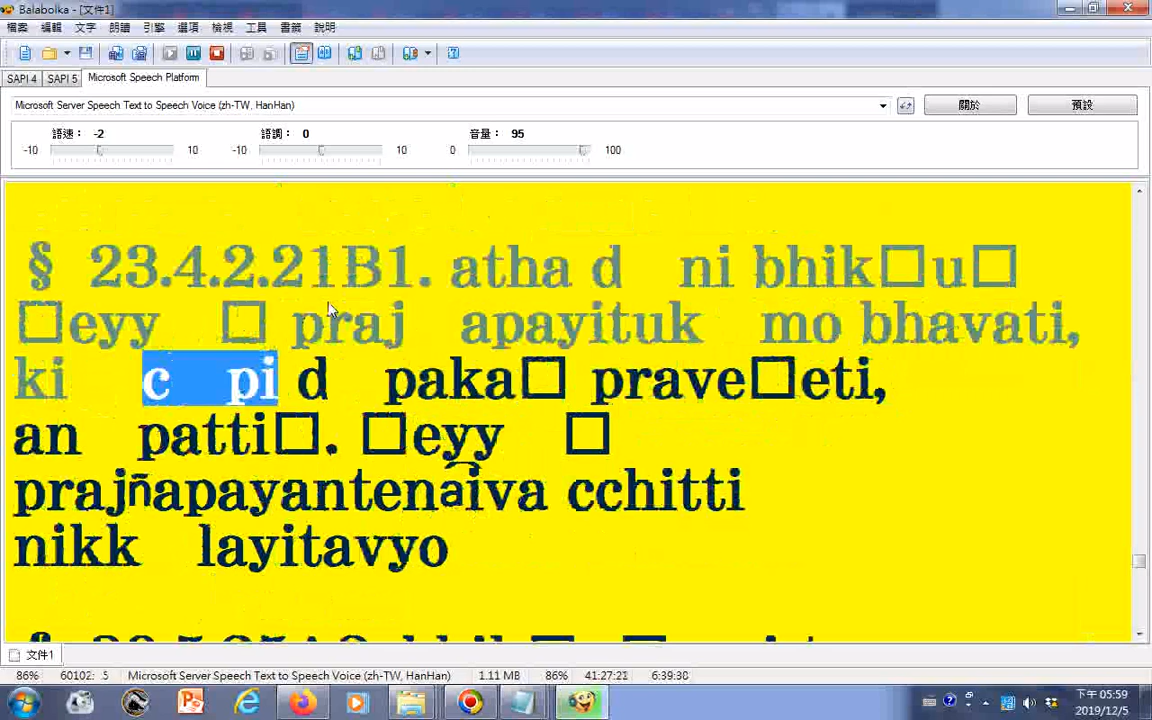 Balabolka - [文件1]
檔案 編輯 文字 朗讀 引擎 選項 檢視 工具 書籤 說明
SAPI 4 SAPI 5 Microsoft Speech Platform
Microsoft Server Speech Text to Speech Voice (zh-TW, HanHan) 關於 預設
語速： -2 語調： 0 音量： 95
-10 10 -10 10 0 100
§ 23.4.2.21B1. atha d ni bhik□u□
□eyy □ praj apayituk mo bhavati,
ki c pi d paka□ prave□eti,
an patti□. □eyy □
prajñapayantenaîva cchitti
nikk layitavyo
文件1
86% Microsoft Server Speech Text to Speech Voice (zh-TW, HanHan) 1.11 MB 86% 41:27:21 6:39:38
下午 05:59
2019/12/5